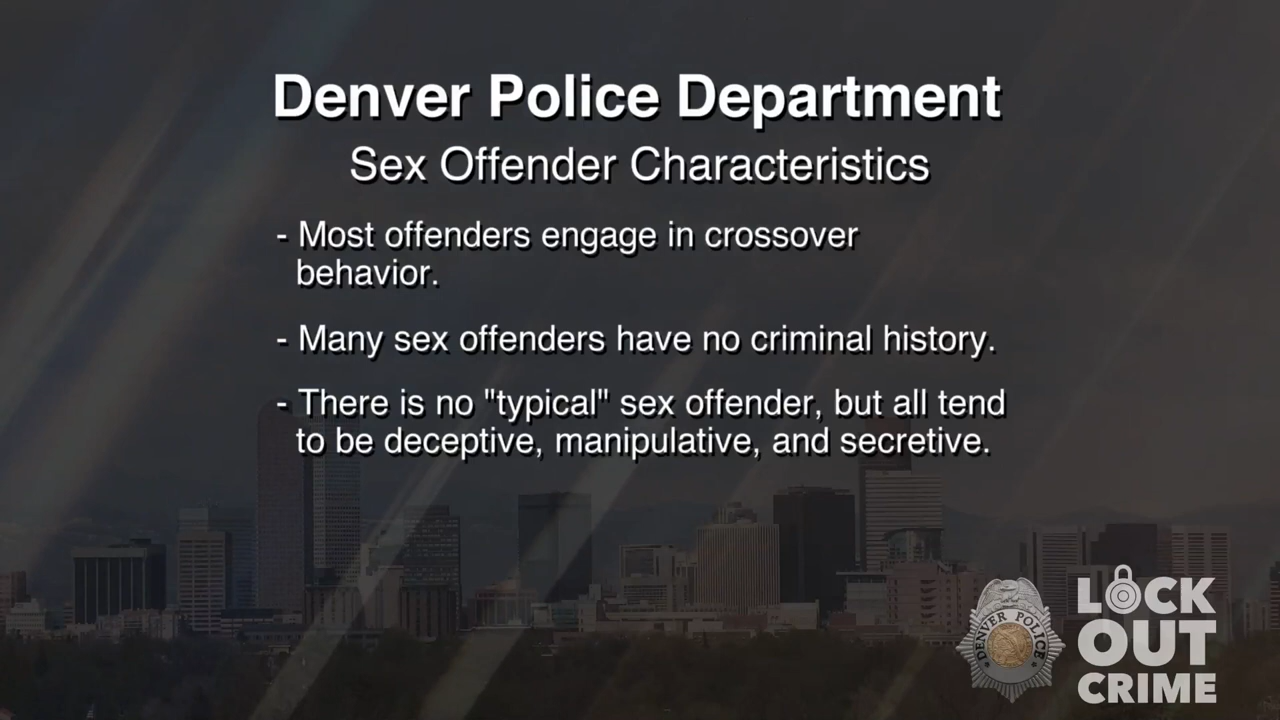 Denver Police Department
Sex Offender Characteristics
- Most offenders engage in crossover
behavior.
- Many sex offenders have no criminal history.
- There is no "typical" sex offender, but all tend
to be deceptive, manipulative, and secretive.
DENVER POLICE
LOCK
OUT
CRIME